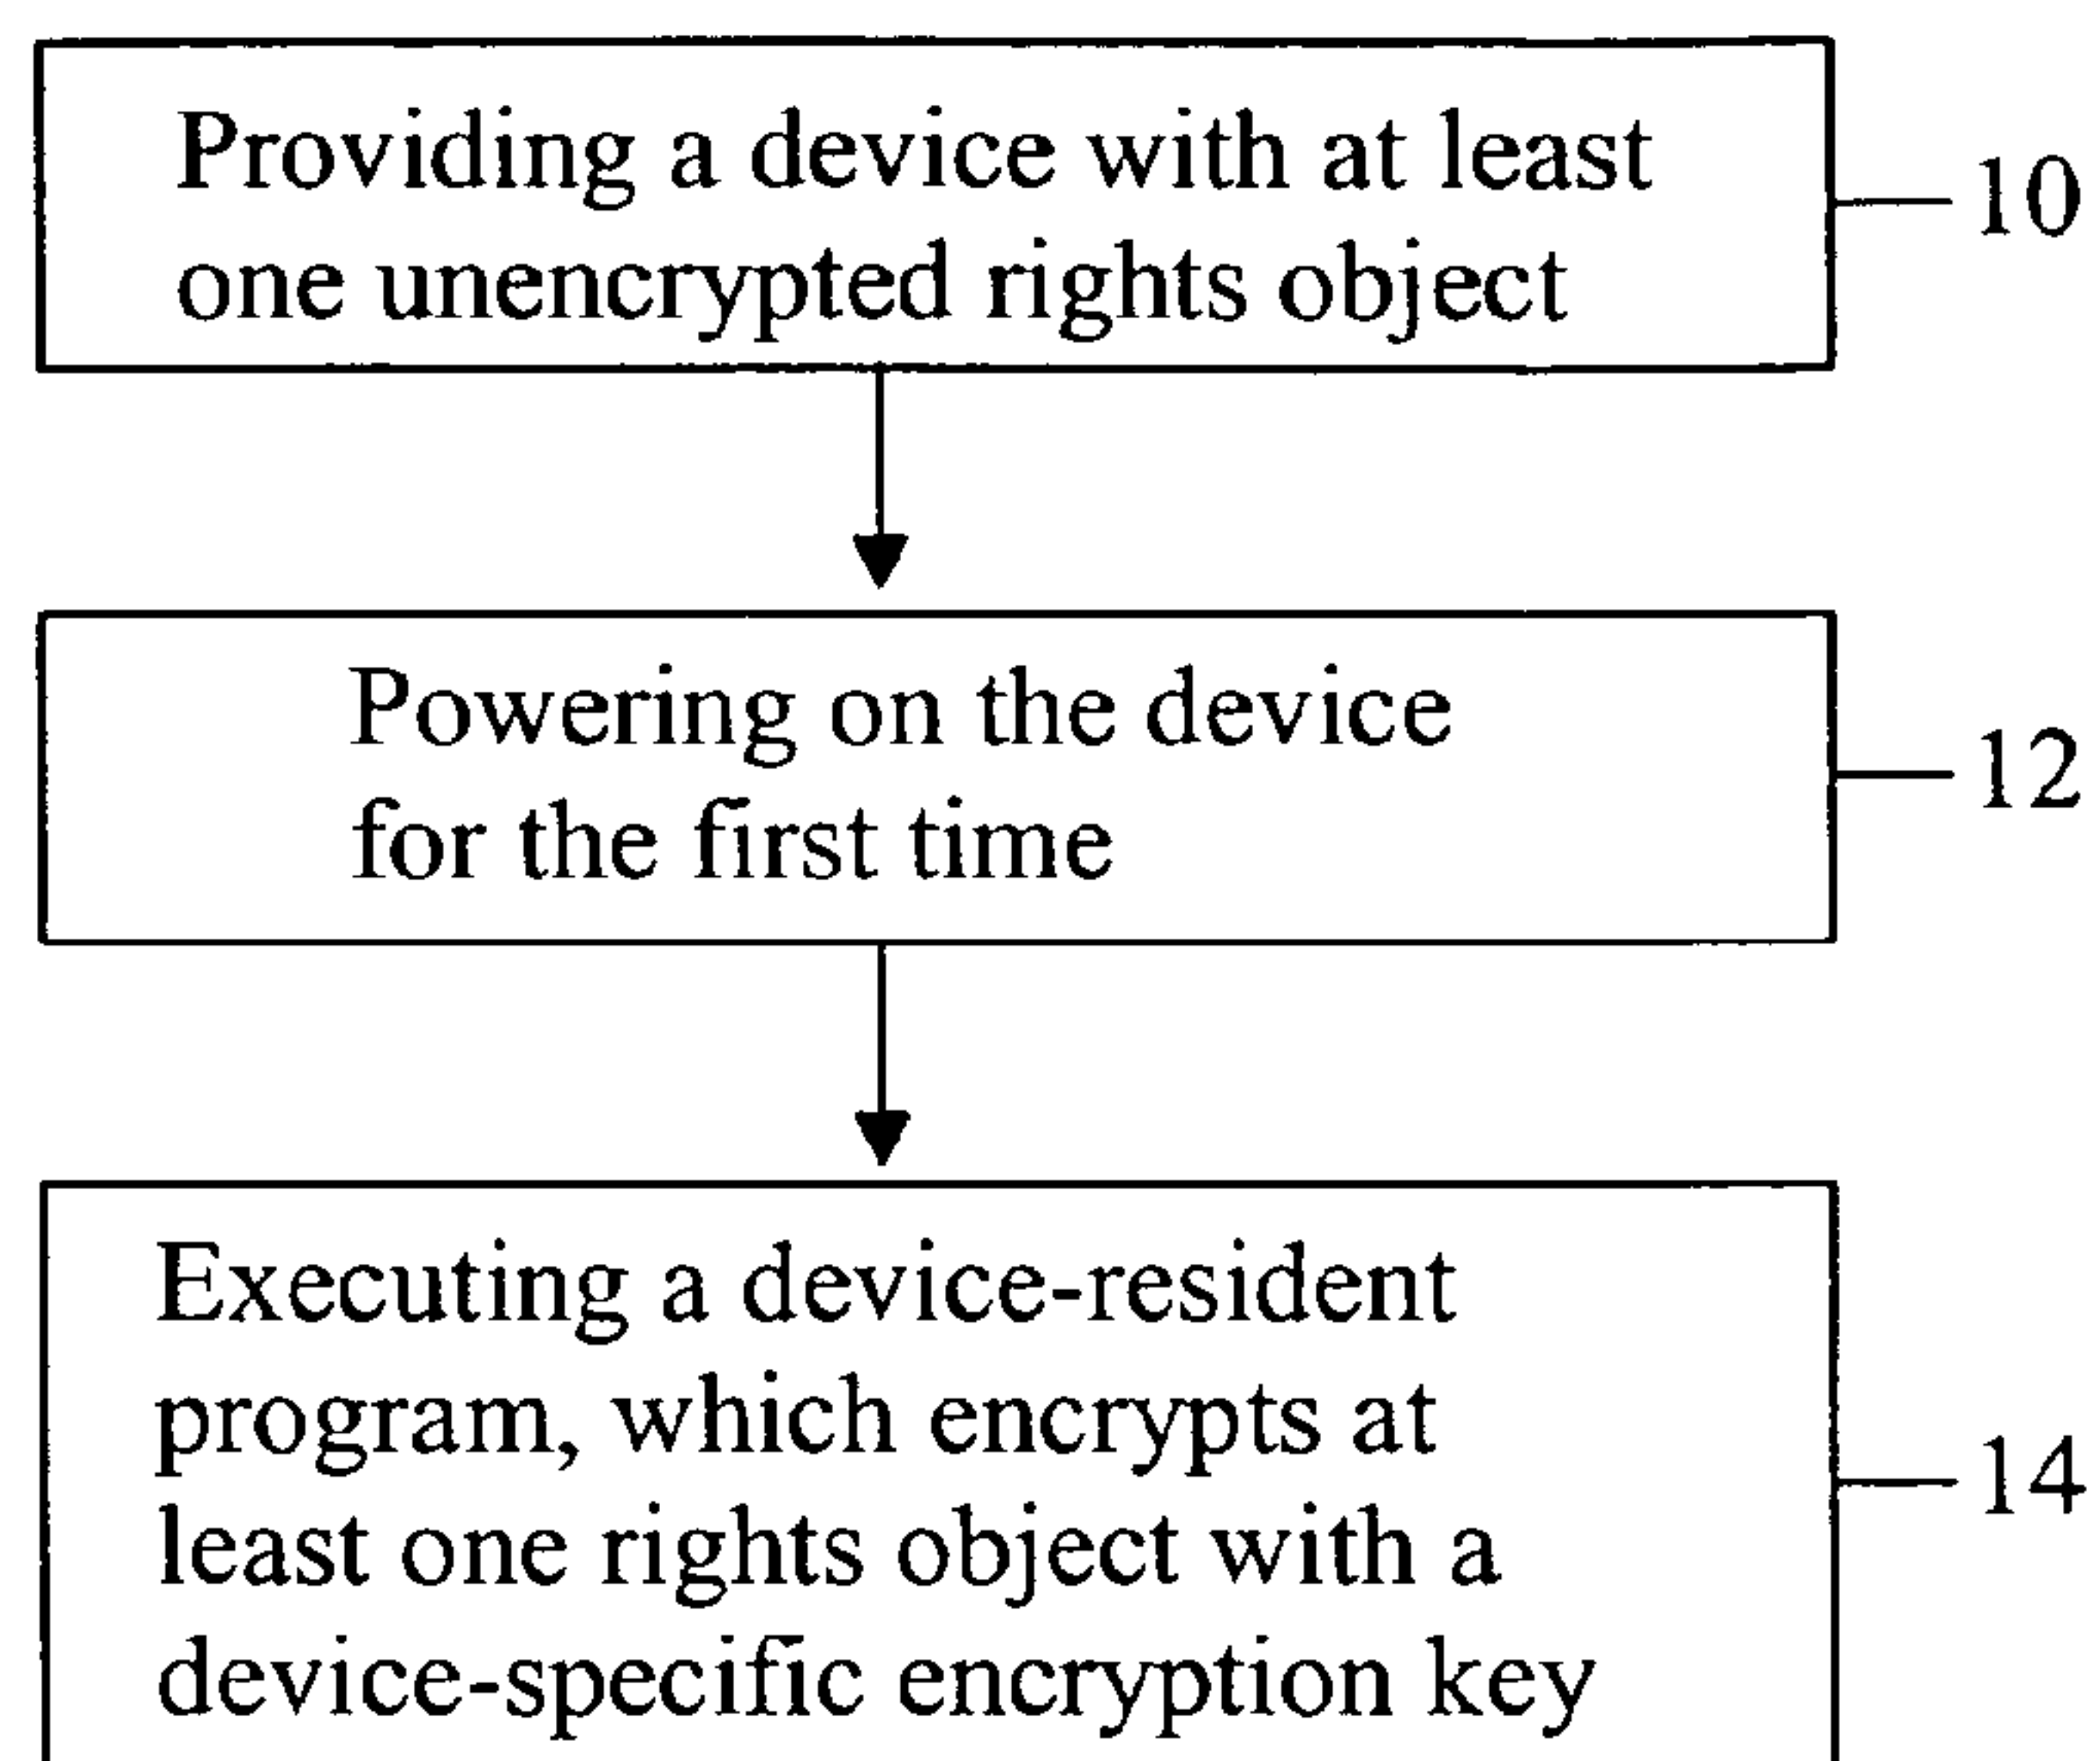 Providing a device with at least
one unencrypted rights object
10
Powering on the device
for the first time
12
Executing a device-resident
program, which encrypts at
least one rights object with a
device-specific encryption key
14